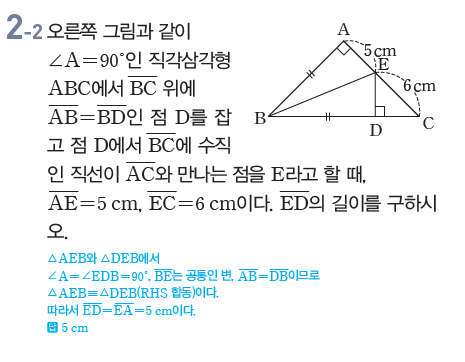 2-2 오른쪽 그림과 같이
∠A=90°인 직각삼각형
ABC에서 BC 위에
AB=BD인 점 D를 잡
고 점 D에서 BC에 수직
인 직선이 AC와 만나는 점을 E라고 할 때,
AE=5 cm, EC=6 cm이다. ED의 길이를 구하시
오.
A
5cm
E
6cm
B
D
C
△AEB와 △DEB에서
∠A=∠EDB=90°, BE는 공통인 변, AB=DB이므로
△AEB≡△DEB(RHS 합동)이다.
따라서 ED=EA=5 cm이다.
답 5 cm